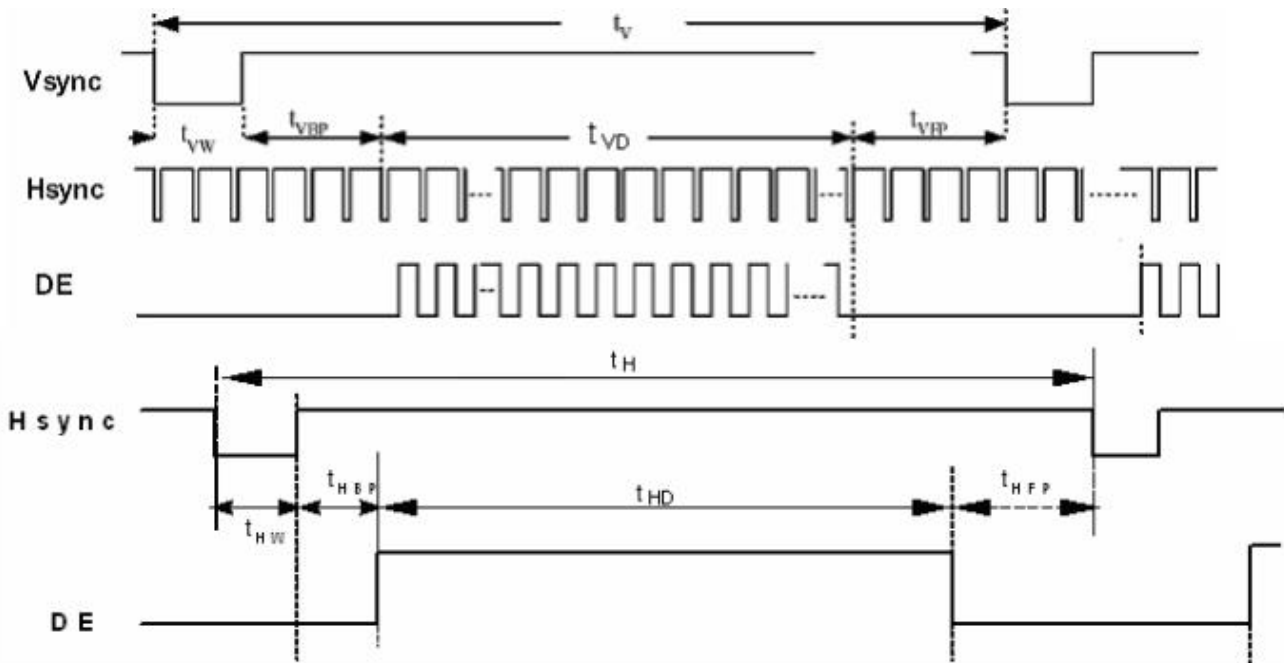 tV
Vsync
tVW tVBP tVD tVFP
Hsync
DE
tH
Hsync
tHBP tHD tHFP
tHW
DE